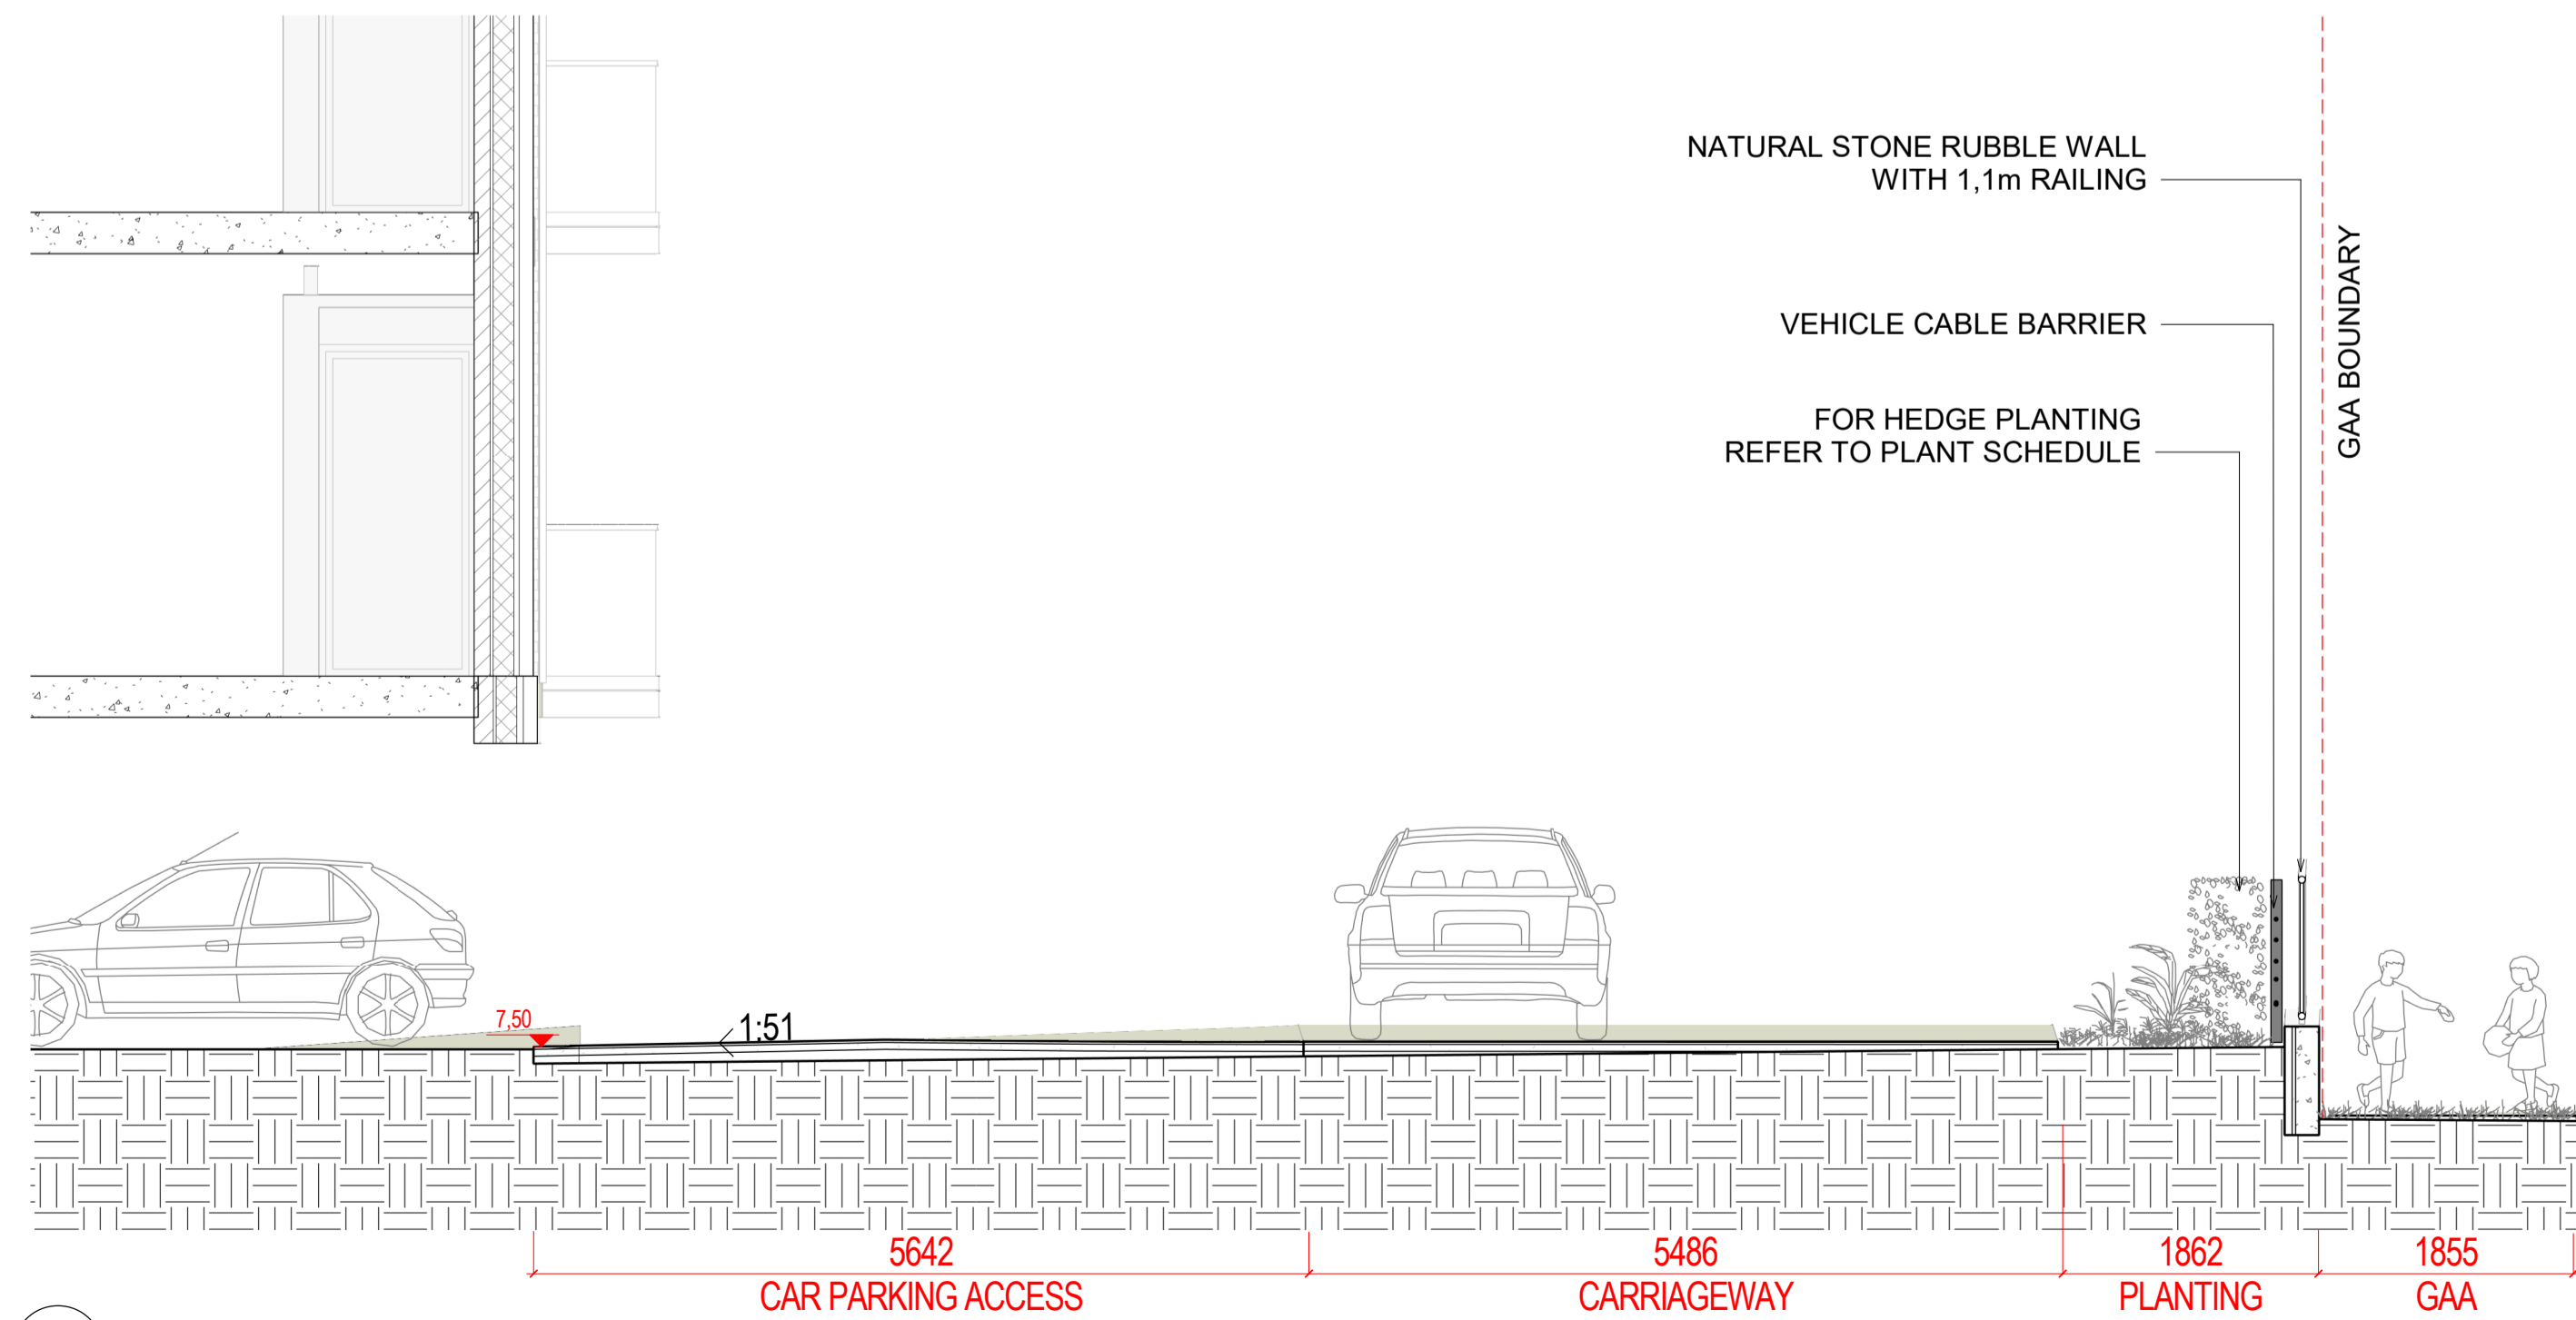 NATURAL STONE RUBBLE WALL
WITH 1,1m RAILING
GAA BOUNDARY
VEHICLE CABLE BARRIER
FOR HEDGE PLANTING
REFER TO PLANT SCHEDULE
7,50
1:51
5642
5486
1862
1855
CAR PARKING ACCESS
CARRIAGEWAY
PLANTING
GAA